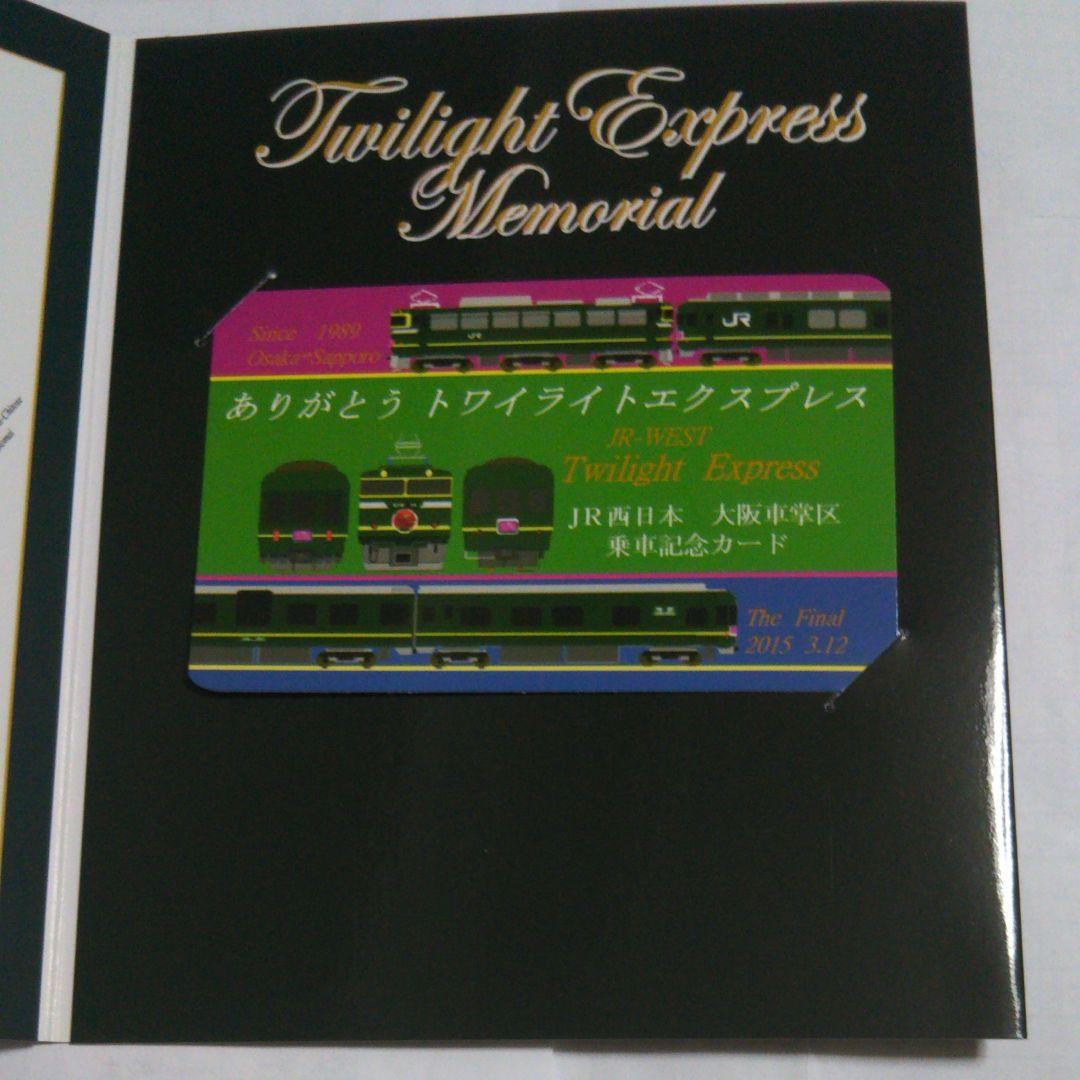 Twilight Express
Memorial
Since 1989
Osaka-Sapporo
JR
JR
ありがとう トワイライトエクスプレス
JR-WEST
Twilight Express
JR西日本 大阪車掌区
乗車記念カード
The Final
2015 3.12